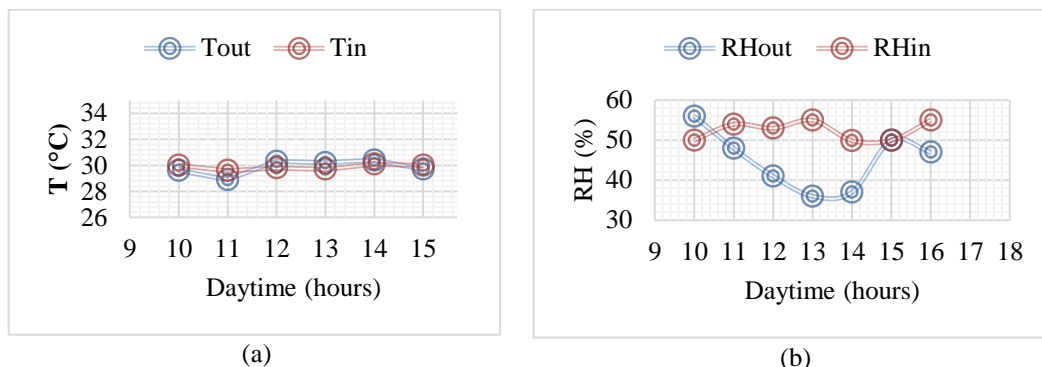 Tout Tin
34
32
30
28
26
T (°C)
9 10 11 12 13 14 15
Daytime (hours)
(a)
RHout RHin
60
50
40
30
RH (%)
9 10 11 12 13 14 15 16 17 18
Daytime (hours)
(b)